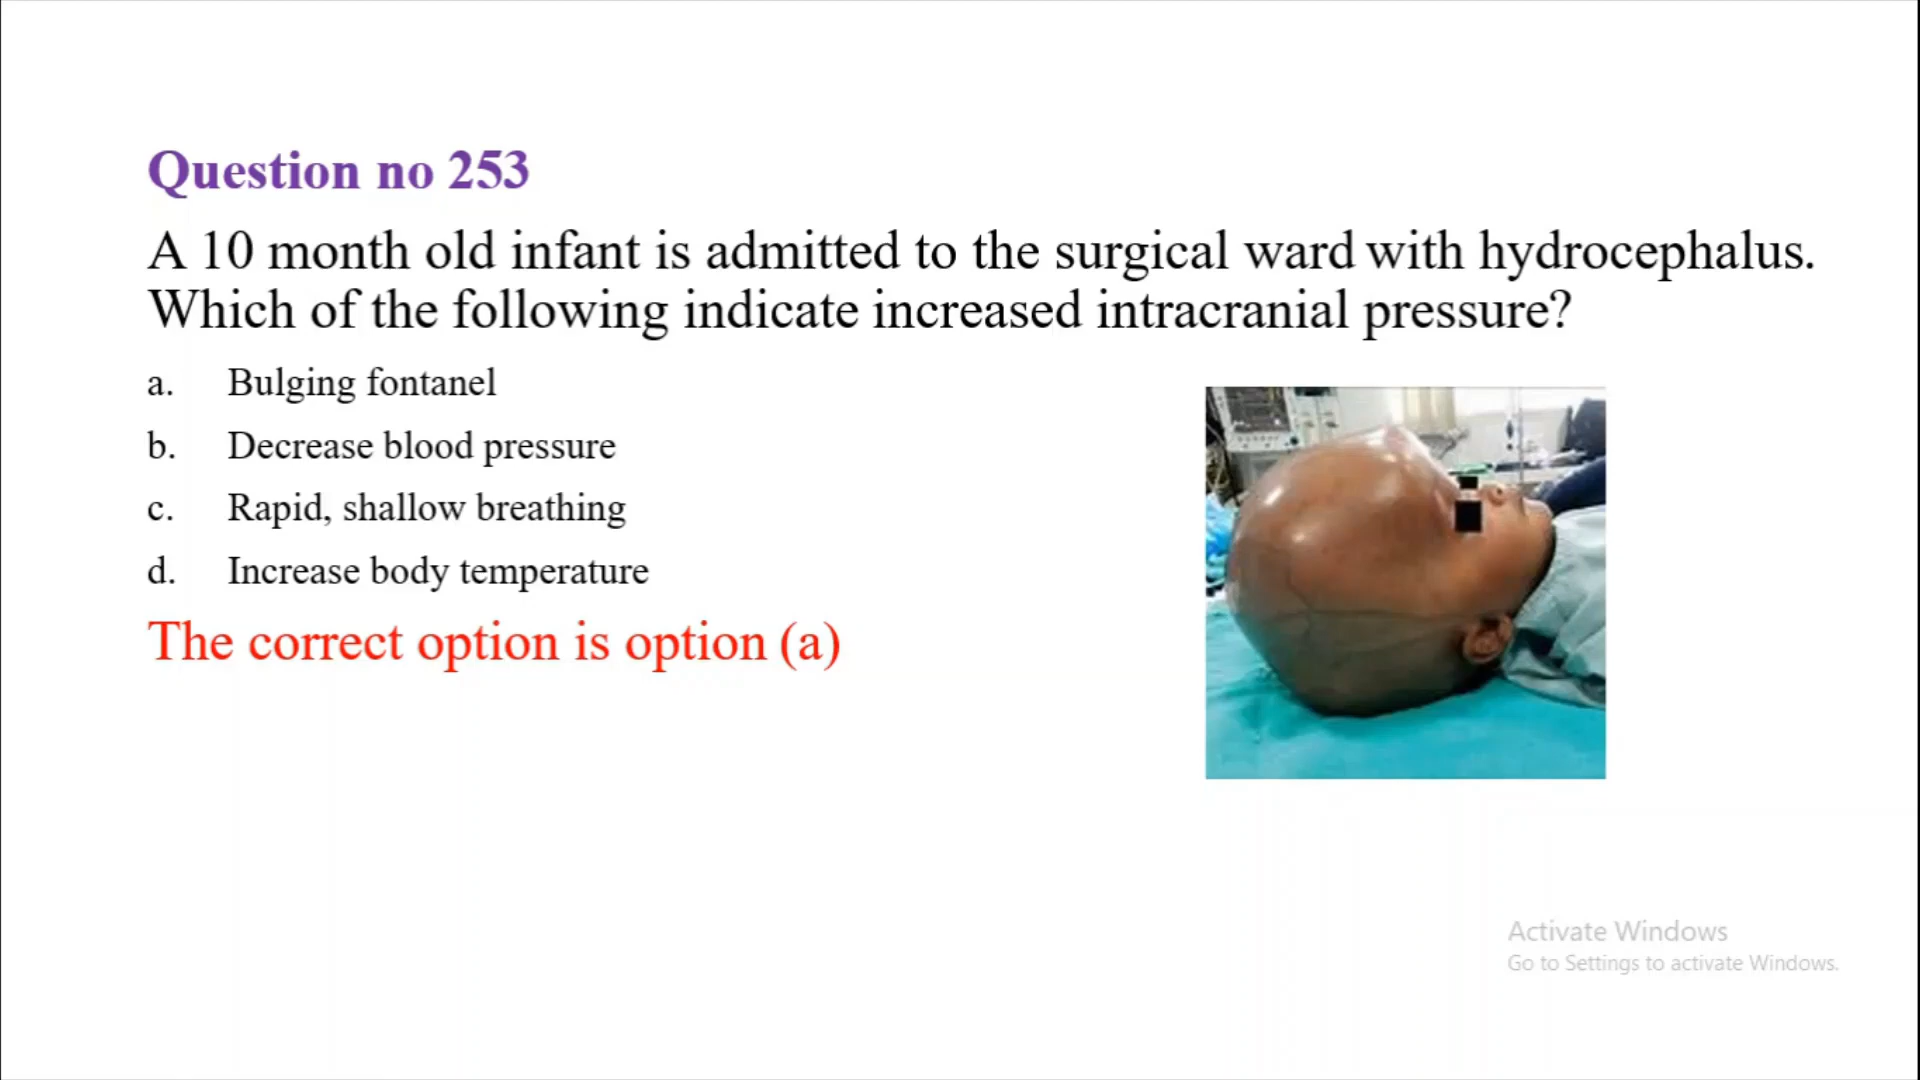 Question no 253
A 10 month old infant is admitted to the surgical ward with hydrocephalus.
Which of the following indicate increased intracranial pressure?
a. Bulging fontanel
b. Decrease blood pressure
c. Rapid, shallow breathing
d. Increase body temperature
The correct option is option (a)
Activate Windows
Go to Settings to activate Windows.